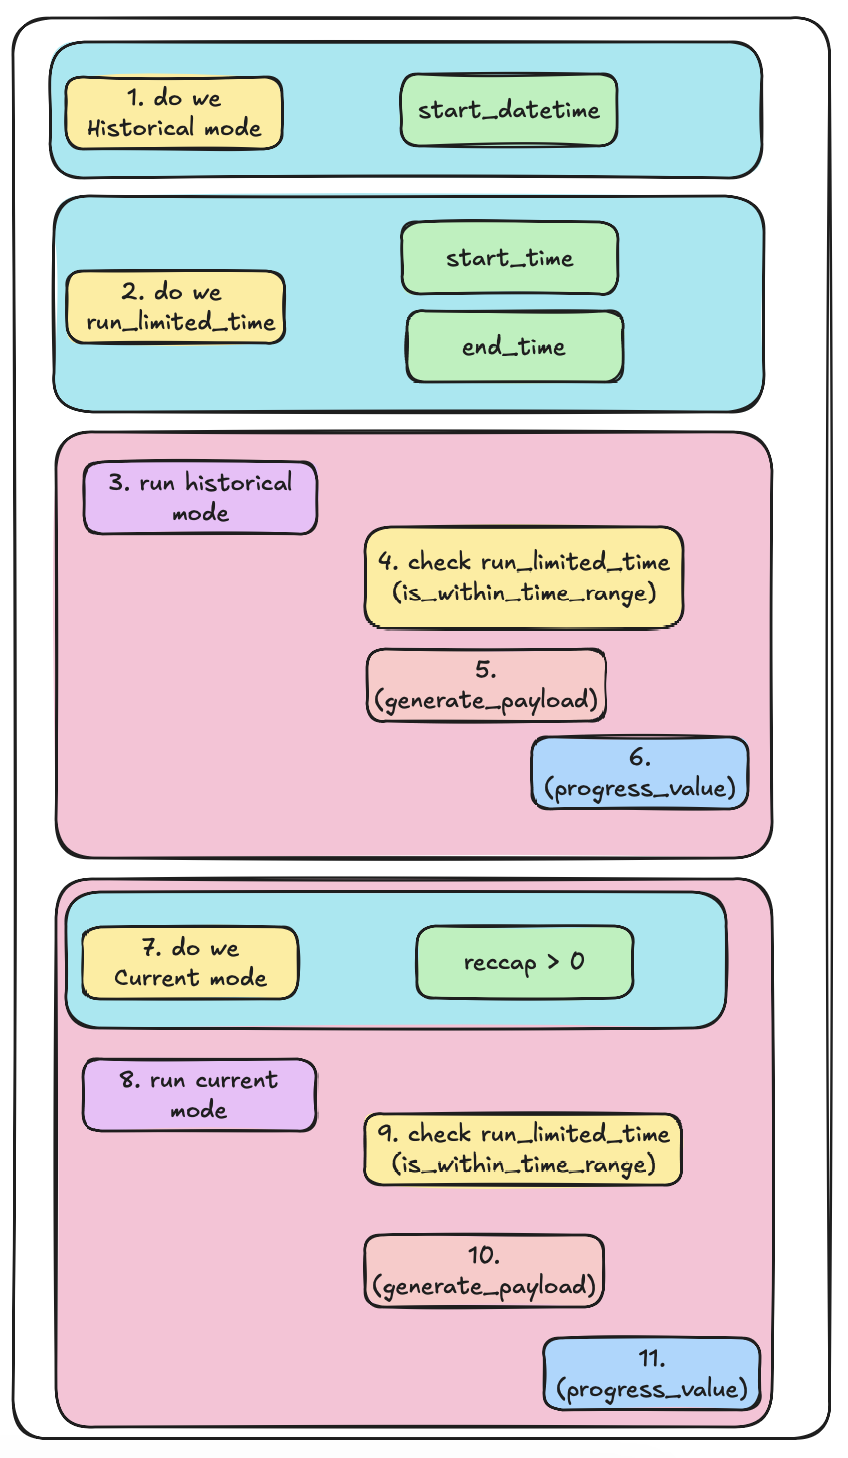 1. do we
Historical mode
start_datetime
2. do we
run_limited_time
start_time
end_time
3. run historical
mode
4. check run_limited_time
(is_within_time_range)
5.
(generate_payload)
6.
(progress_value)
7. do we
Current mode
reccap > 0
8. run current
mode
9. check run_limited_time
(is_within_time_range)
10.
(generate_payload)
11.
(progress_value)